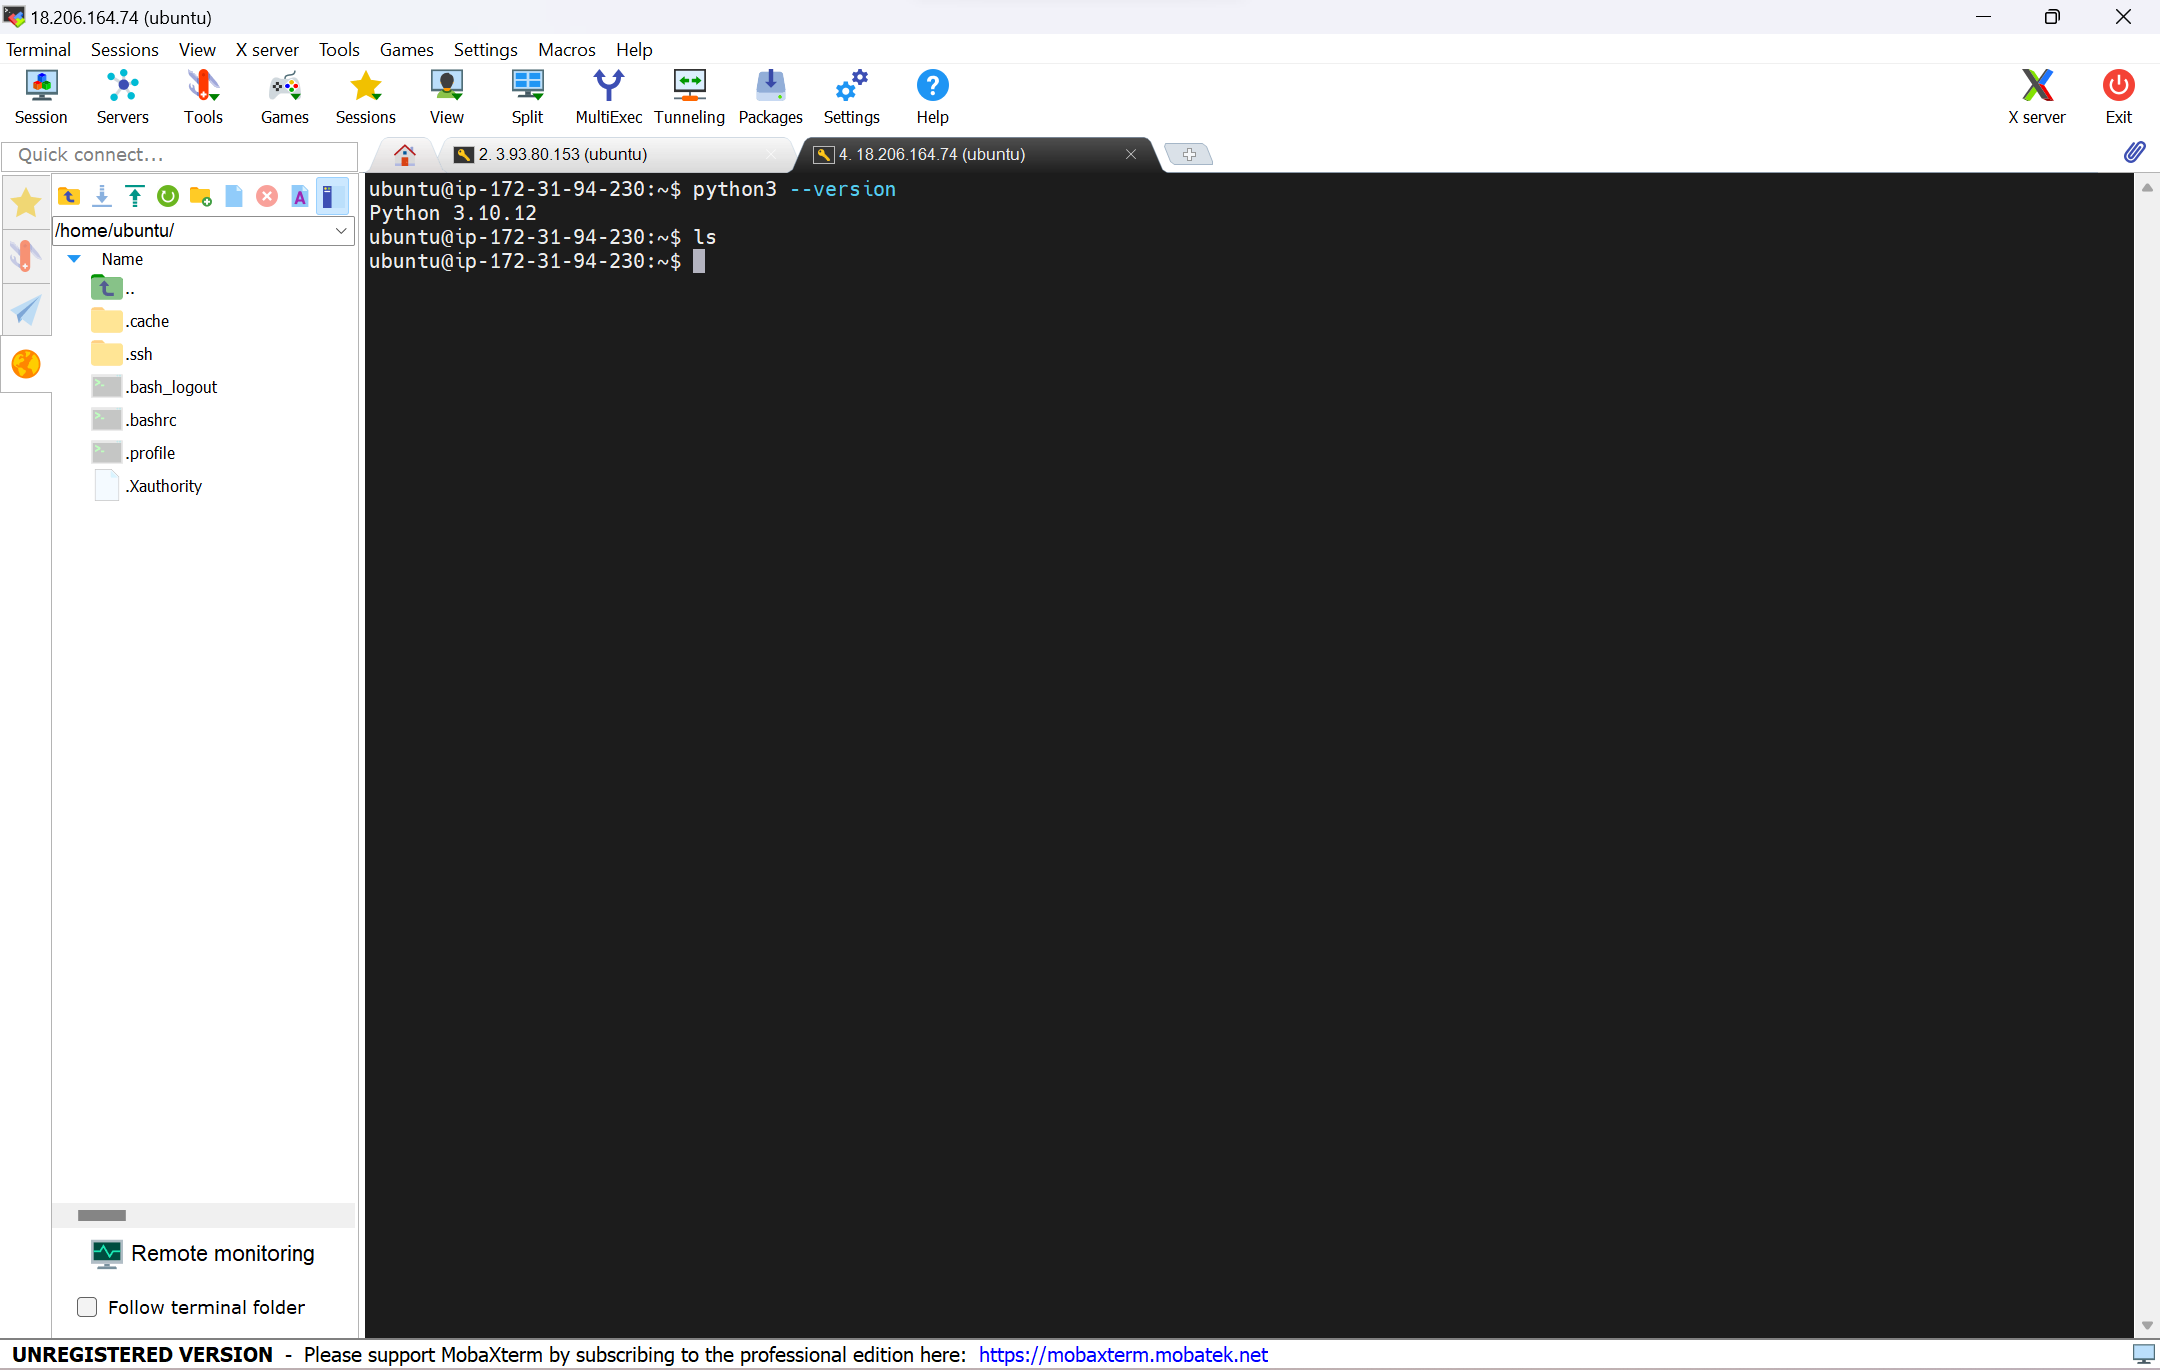 18.206.164.74 (ubuntu)
Terminal Sessions View X server Tools Games Settings Macros Help
Session Servers Tools Games Sessions View Split MultiExec Tunneling Packages Settings Help X server Exit
Quick connect...
2. 3.93.80.153 (ubuntu)
4. 18.206.164.74 (ubuntu)
/home/ubuntu/
Name
..
.cache
.ssh
.bash_logout
.bashrc
.profile
.Xauthority
Remote monitoring
Follow terminal folder
ubuntu@ip-172-31-94-230:~$ python3 --version
Python 3.10.12
ubuntu@ip-172-31-94-230:~$ ls
ubuntu@ip-172-31-94-230:~$
UNREGISTERED VERSION - Please support MobaXterm by subscribing to the professional edition here: https://mobaxterm.mobatek.net